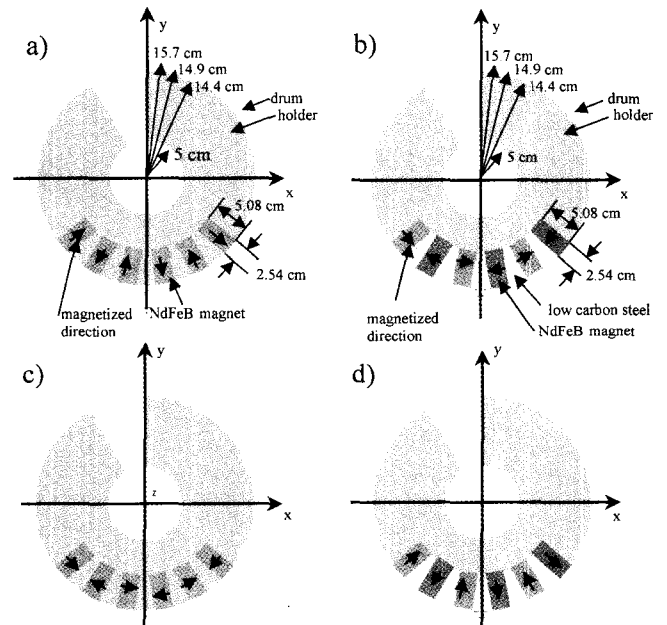 a)
y
15.7 cm
14.9 cm
14.4 cm
drum
holder
5 cm
x
5.08 cm
2.54 cm
magnetized
direction
NdFeB magnet
b)
y
15.7 cm
14.9 cm
14.4 cm
drum
holder
5 cm
x
5.08 cm
2.54 cm
magnetized
direction
low carbon steel
NdFeB magnet
c)
y
z
x
d)
y
x